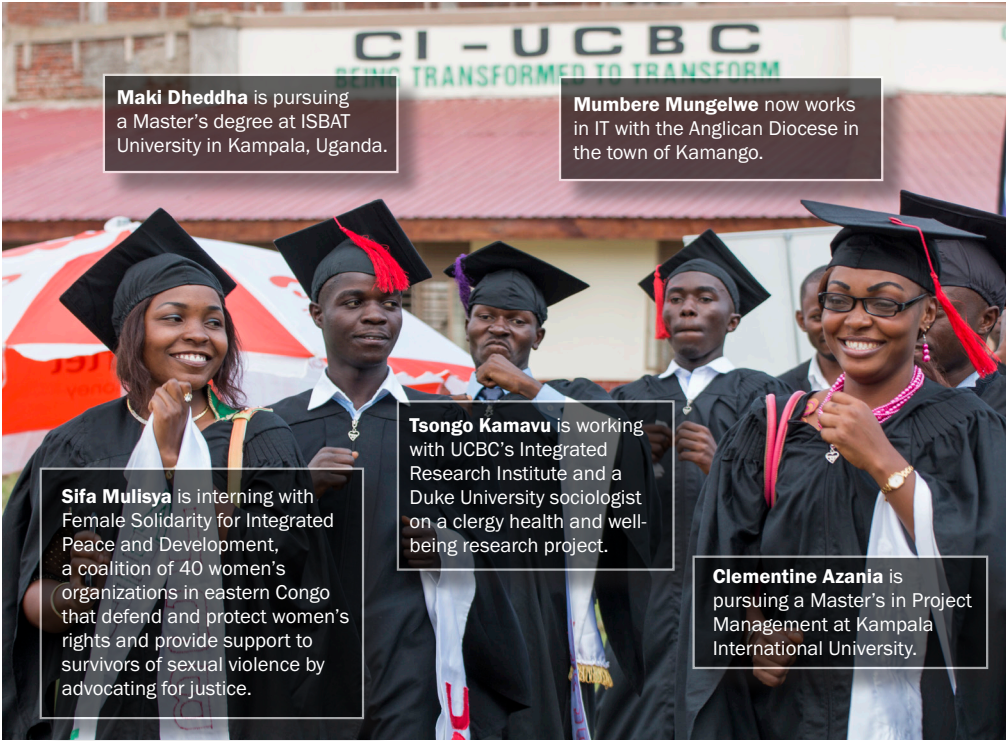 CI - UCBC
BEING TRANSFORMED TO TRANSFORM
Maki Dheddha is pursuing
a Master's degree at ISBAT
University in Kampala, Uganda.
Mumbere Mungelwe now works
in IT with the Anglican Diocese in
the town of Kamango.
Tsongo Kamavu is working
with UCBC's Integrated
Research Institute and a
Duke University sociologist
on a clergy health and well-
being research project.
Sifa Mulisya is interning with
Female Solidarity for Integrated
Peace and Development,
a coalition of 40 women's
organizations in eastern Congo
that defend and protect women's
rights and provide support to
survivors of sexual violence by
advocating for justice.
Clementine Azania is
pursuing a Master's in Project
Management at Kampala
International University.